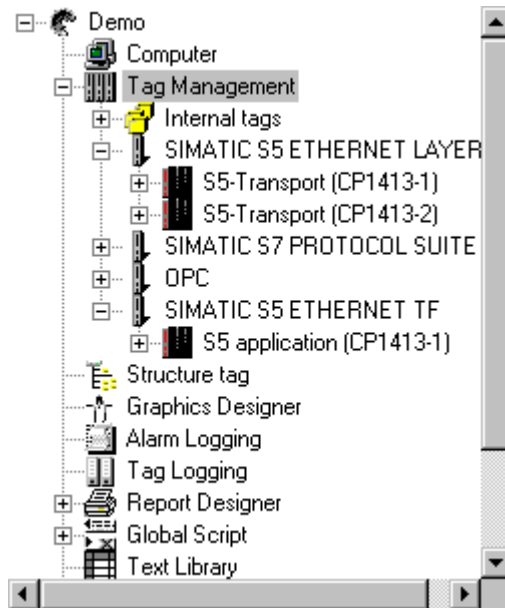 Demo
Computer
Tag Management
Internal tags
SIMATIC S5 ETHERNET LAYER
S5-Transport (CP1413-1)
S5-Transport (CP1413-2)
SIMATIC S7 PROTOCOL SUITE
OPC
SIMATIC S5 ETHERNET TF
S5 application (CP1413-1)
Structure tag
Graphics Designer
Alarm Logging
Tag Logging
Report Designer
Global Script
Text Library